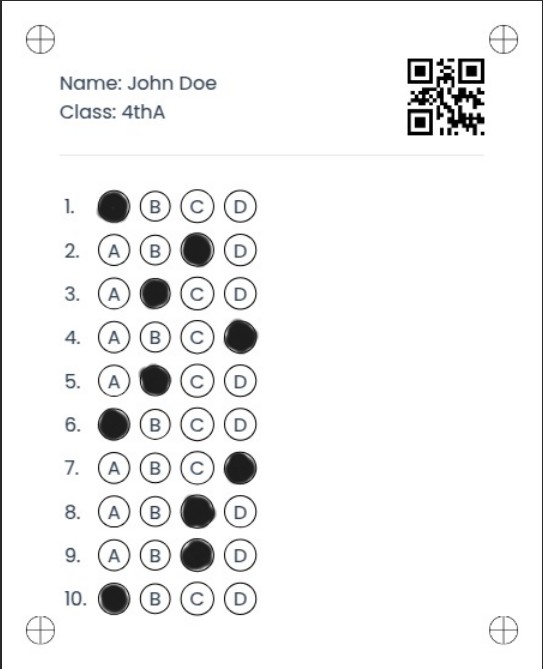 Name: John Doe
Class: 4thA
1. B C D
2. A B D
3. A C D
4. A B C
5. A C D
6. B C D
7. A B C
8. A B D
9. A B D
10. B C D